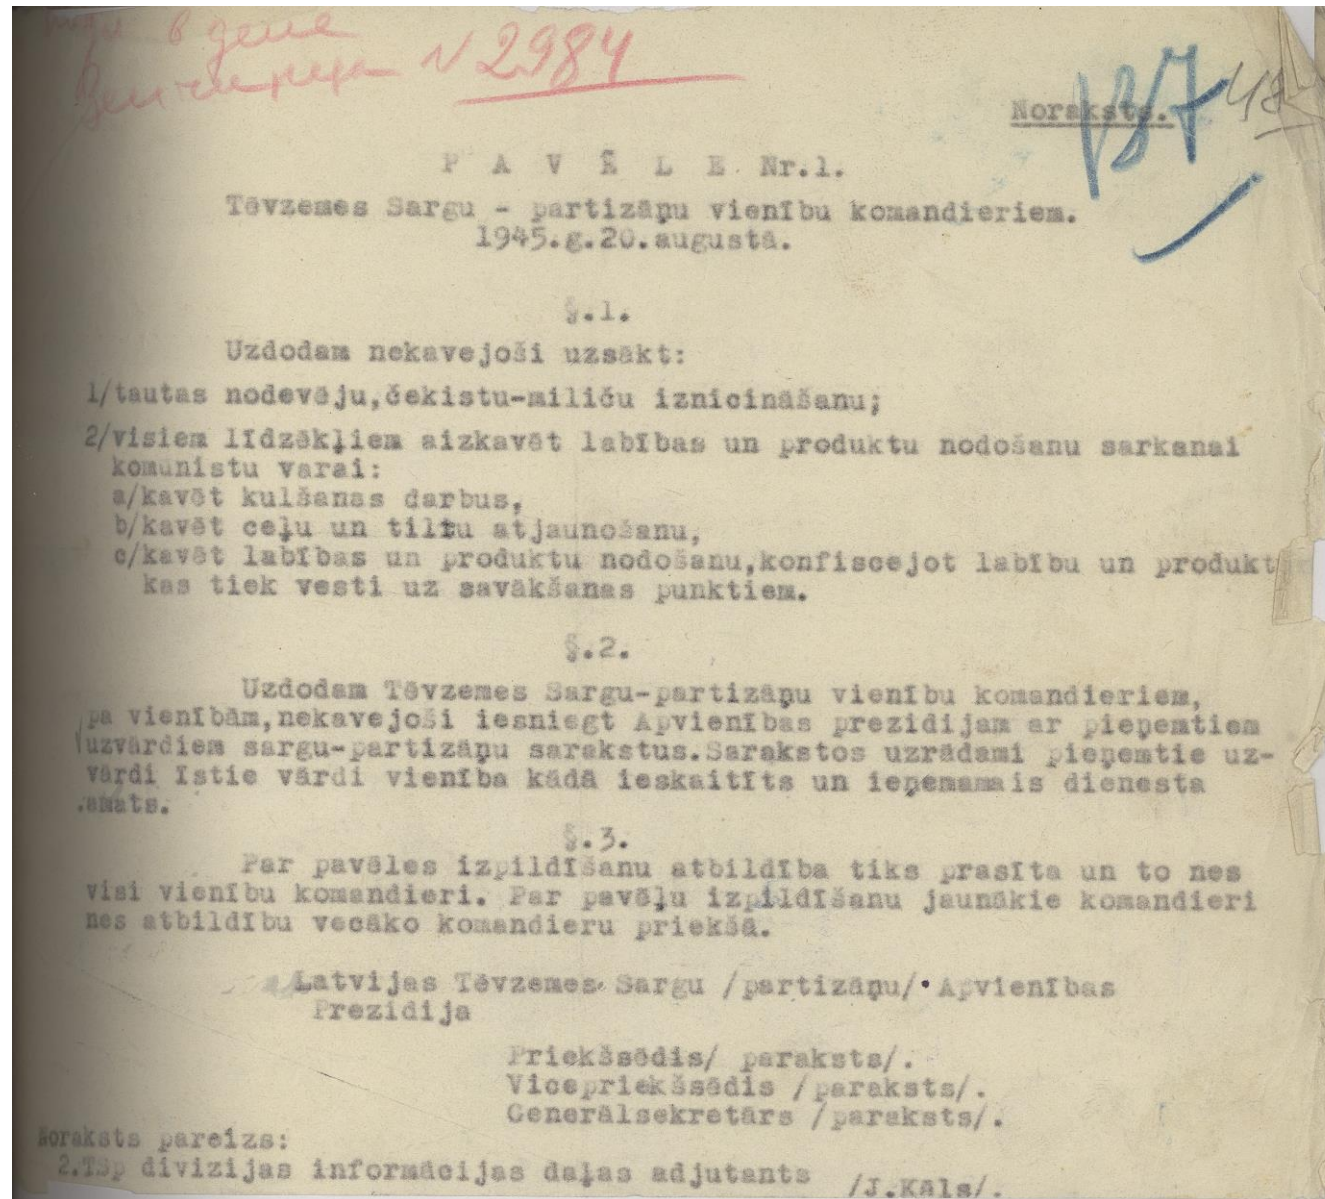 в деле
N 2984
137 48
Noraksts.
P A V Ē L E Nr.1.
Tēvzemes Sargu - partizāņu vienību komandieriem.
1945.g.20.augustā.
§.1.
Uzdodam nekavejoši uzsākt:
1/tautas nodevēju,čekistu-miliču iznicināšanu;
2/visiem līdzēkļiem aizkavēt labības un produktu nodošanu sarkanai
komunistu varai:
a/kavēt kulšanas darbus,
b/kavēt ceļu un tiltu atjaunošanu,
c/kavēt labības un produktu nodošanu,konfiscejot labību un produkt
kas tiek vesti uz savākšanas punktiem.
§.2.
Uzdodam Tēvzemes Sargu-partizāņu vienību komandieriem,
pa vienībām,nekavejoši iesniegt Apvienības prezidijam ar pieņemtiem
uzvārdiem sargu-partizāņu sarakstus.Sarakstos uzrādami pieņemtie uz-
vārdi īstie vārdi vienība kādā ieskaitīts un ieņemamais dienesta
amats.
§.3.
Par pavēles izpildīšanu atbildība tiks prasīta un to nes
visi vienību komandieri. Par pavēļu izpildīšanu jaunākie komandieri
nes atbildību vecāko komandieru priekšā.
Latvijas Tēvzemes Sargu /partizāņu/ Apvienības
Prezidija
Priekšsēdis/ paraksts/.
Vicepriekšsēdis /paraksts/.
Generālsekretārs /paraksts/.
Noraksts pareizs:
2.TSp divizijas informācijas daļas adjutants /J.Kāls/.